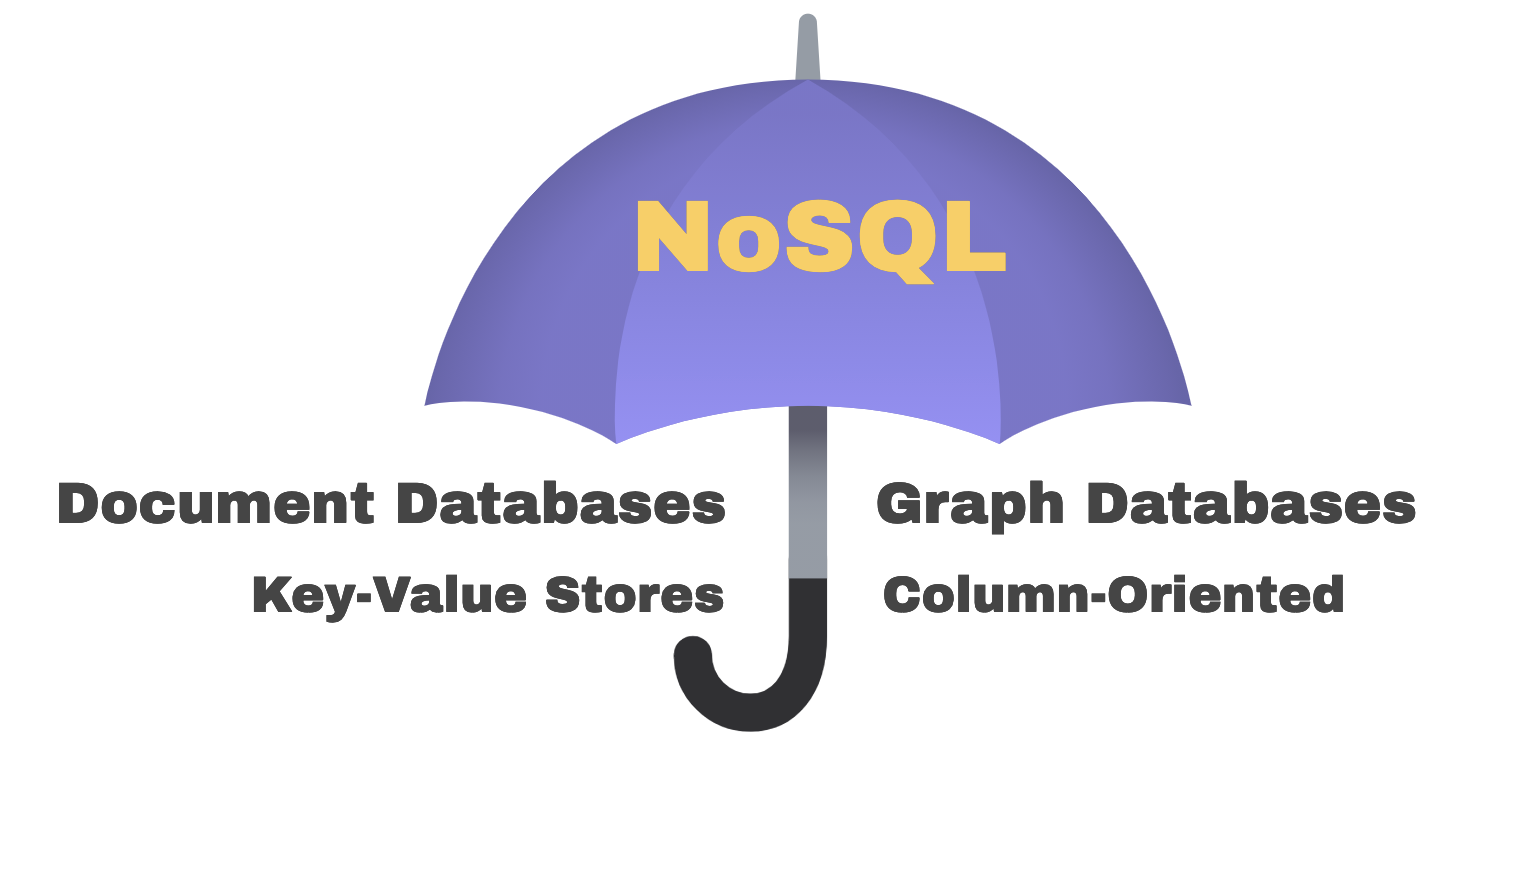 NoSQL
Document Databases
Graph Databases
Key-Value Stores
Column-Oriented